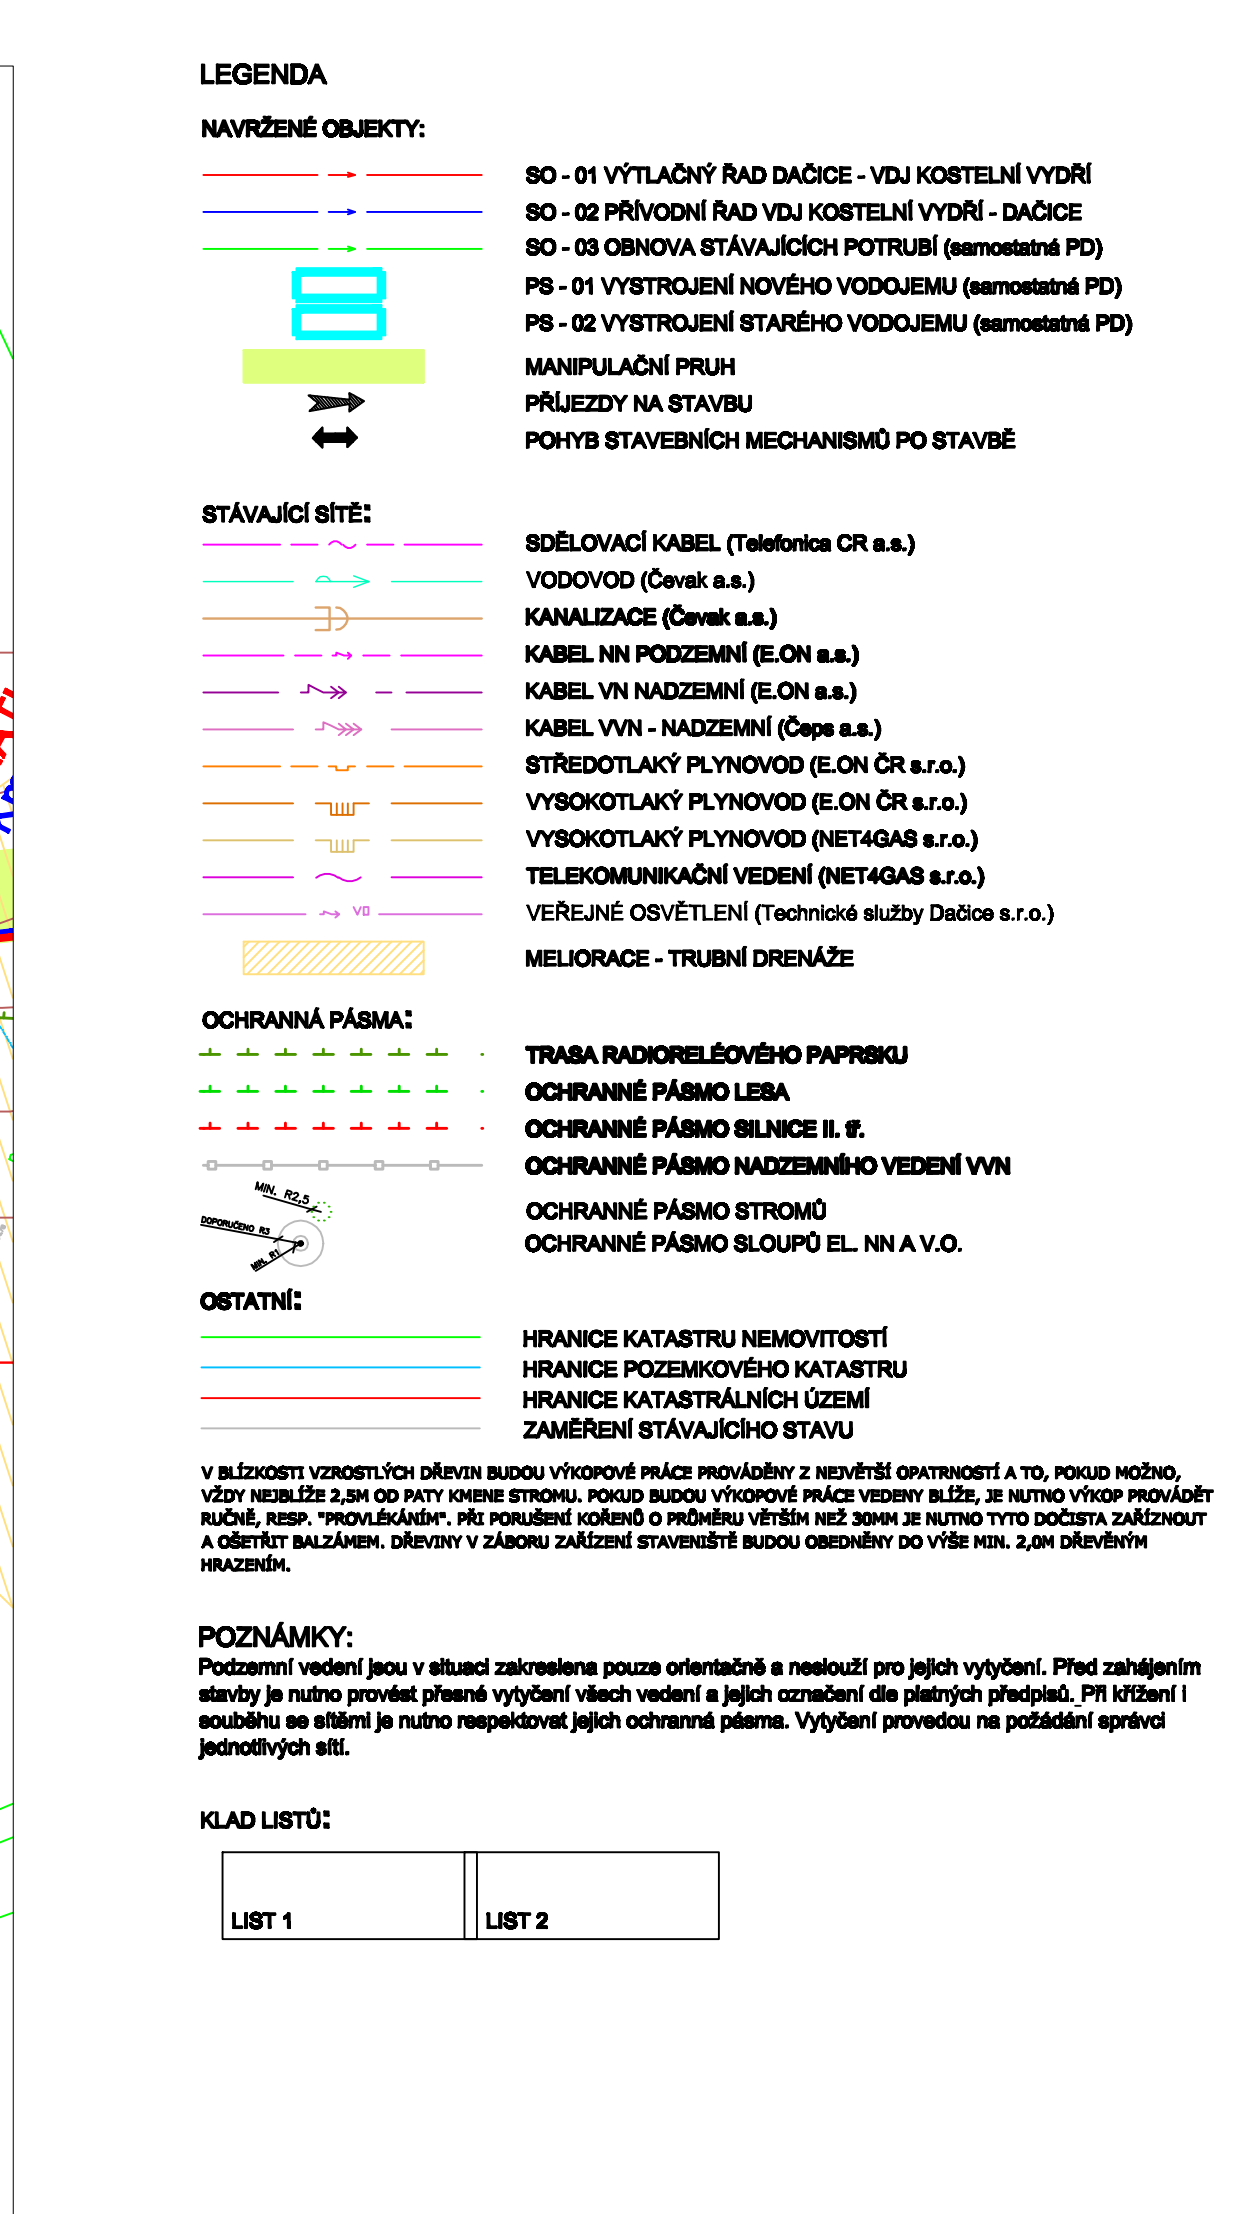 LEGENDA
NAVRŽENÉ OBJEKTY:
SO - 01 VÝTLAČNÝ ŘAD DAČICE - VDJ KOSTELNÍ VYDŘÍ
SO - 02 PŘÍVODNÍ ŘAD VDJ KOSTELNÍ VYDŘÍ - DAČICE
SO - 03 OBNOVA STÁVAJÍCÍCH POTRUBÍ (samostatná PD)
PS - 01 VYSTROJENÍ NOVÉHO VODOJEMU (samostatná PD)
PS - 02 VYSTROJENÍ STARÉHO VODOJEMU (samostatná PD)
MANIPULAČNÍ PRUH
PŘÍJEZDY NA STAVBU
POHYB STAVEBNÍCH MECHANISMŮ PO STAVBĚ
STÁVAJÍCÍ SÍTĚ:
SDĚLOVACÍ KABEL (Telefonica CR a.s.)
VODOVOD (Čevak a.s.)
KANALIZACE (Čevak a.s.)
KABEL NN PODZEMNÍ (E.ON a.s.)
KABEL VN NADZEMNÍ (E.ON a.s.)
KABEL VVN - NADZEMNÍ (Čeps a.s.)
STŘEDOTLAKÝ PLYNOVOD (E.ON ČR s.r.o.)
VYSOKOTLAKÝ PLYNOVOD (E.ON ČR s.r.o.)
VYSOKOTLAKÝ PLYNOVOD (NET4GAS s.r.o.)
TELEKOMUNIKAČNÍ VEDENÍ (NET4GAS s.r.o.)
VO VEŘEJNÉ OSVĚTLENÍ (Technické služby Dačice s.r.o.)
MELIORACE - TRUBNÍ DRENÁŽE
OCHRANNÁ PÁSMA:
TRASA RADIORELÉOVÉHO PAPRSKU
OCHRANNÉ PÁSMO LESA
OCHRANNÉ PÁSMO SILNICE II. tř.
OCHRANNÉ PÁSMO NADZEMNÍHO VEDENÍ VVN
MIN. R2,5
OCHRANNÉ PÁSMO STROMŮ
DOPORUČENO R3
OCHRANNÉ PÁSMO SLOUPŮ EL. NN A V.O.
MIN. R1
OSTATNÍ:
HRANICE KATASTRU NEMOVITOSTÍ
HRANICE POZEMKOVÉHO KATASTRU
HRANICE KATASTRÁLNÍCH ÚZEMÍ
ZAMĚŘENÍ STÁVAJÍCÍHO STAVU
V BLÍZKOSTI VZROSTLÝCH DŘEVIN BUDOU VÝKOPOVÉ PRÁCE PROVÁDĚNY Z NEJVĚTŠÍ OPATRNOSTÍ A TO, POKUD MOŽNO,
VŽDY NEJBLÍŽE 2,5M OD PATY KMENE STROMU. POKUD BUDOU VÝKOPOVÉ PRÁCE VEDENY BLÍŽE, JE NUTNO VÝKOP PROVÁDĚT
RUČNĚ, RESP. "PROVLÉKÁNÍM". PŘI PORUŠENÍ KOŘENŮ O PRŮMĚRU VĚTŠÍM NEŽ 30MM JE NUTNO TYTO DOČISTA ZAŘÍZNOUT
A OŠETŘIT BALZÁMEM. DŘEVINY V ZÁBORU ZAŘÍZENÍ STAVENIŠTĚ BUDOU OBEDNĚNY DO VÝŠE MIN. 2,0M DŘEVĚNÝM
HRAZENÍM.
POZNÁMKY:
Podzemní vedení jsou v situaci zakreslena pouze orientačně a neslouží pro jejich vytyčení. Před zahájením
stavby je nutno provést přesné vytyčení všech vedení a jejich označení dle platných předpisů. Při křížení i
souběhu se sítěmi je nutno respektovat jejich ochranná pásma. Vytyčení provedou na požádání správci
jednotlivých sítí.
KLAD LISTŮ:
LIST 1 LIST 2